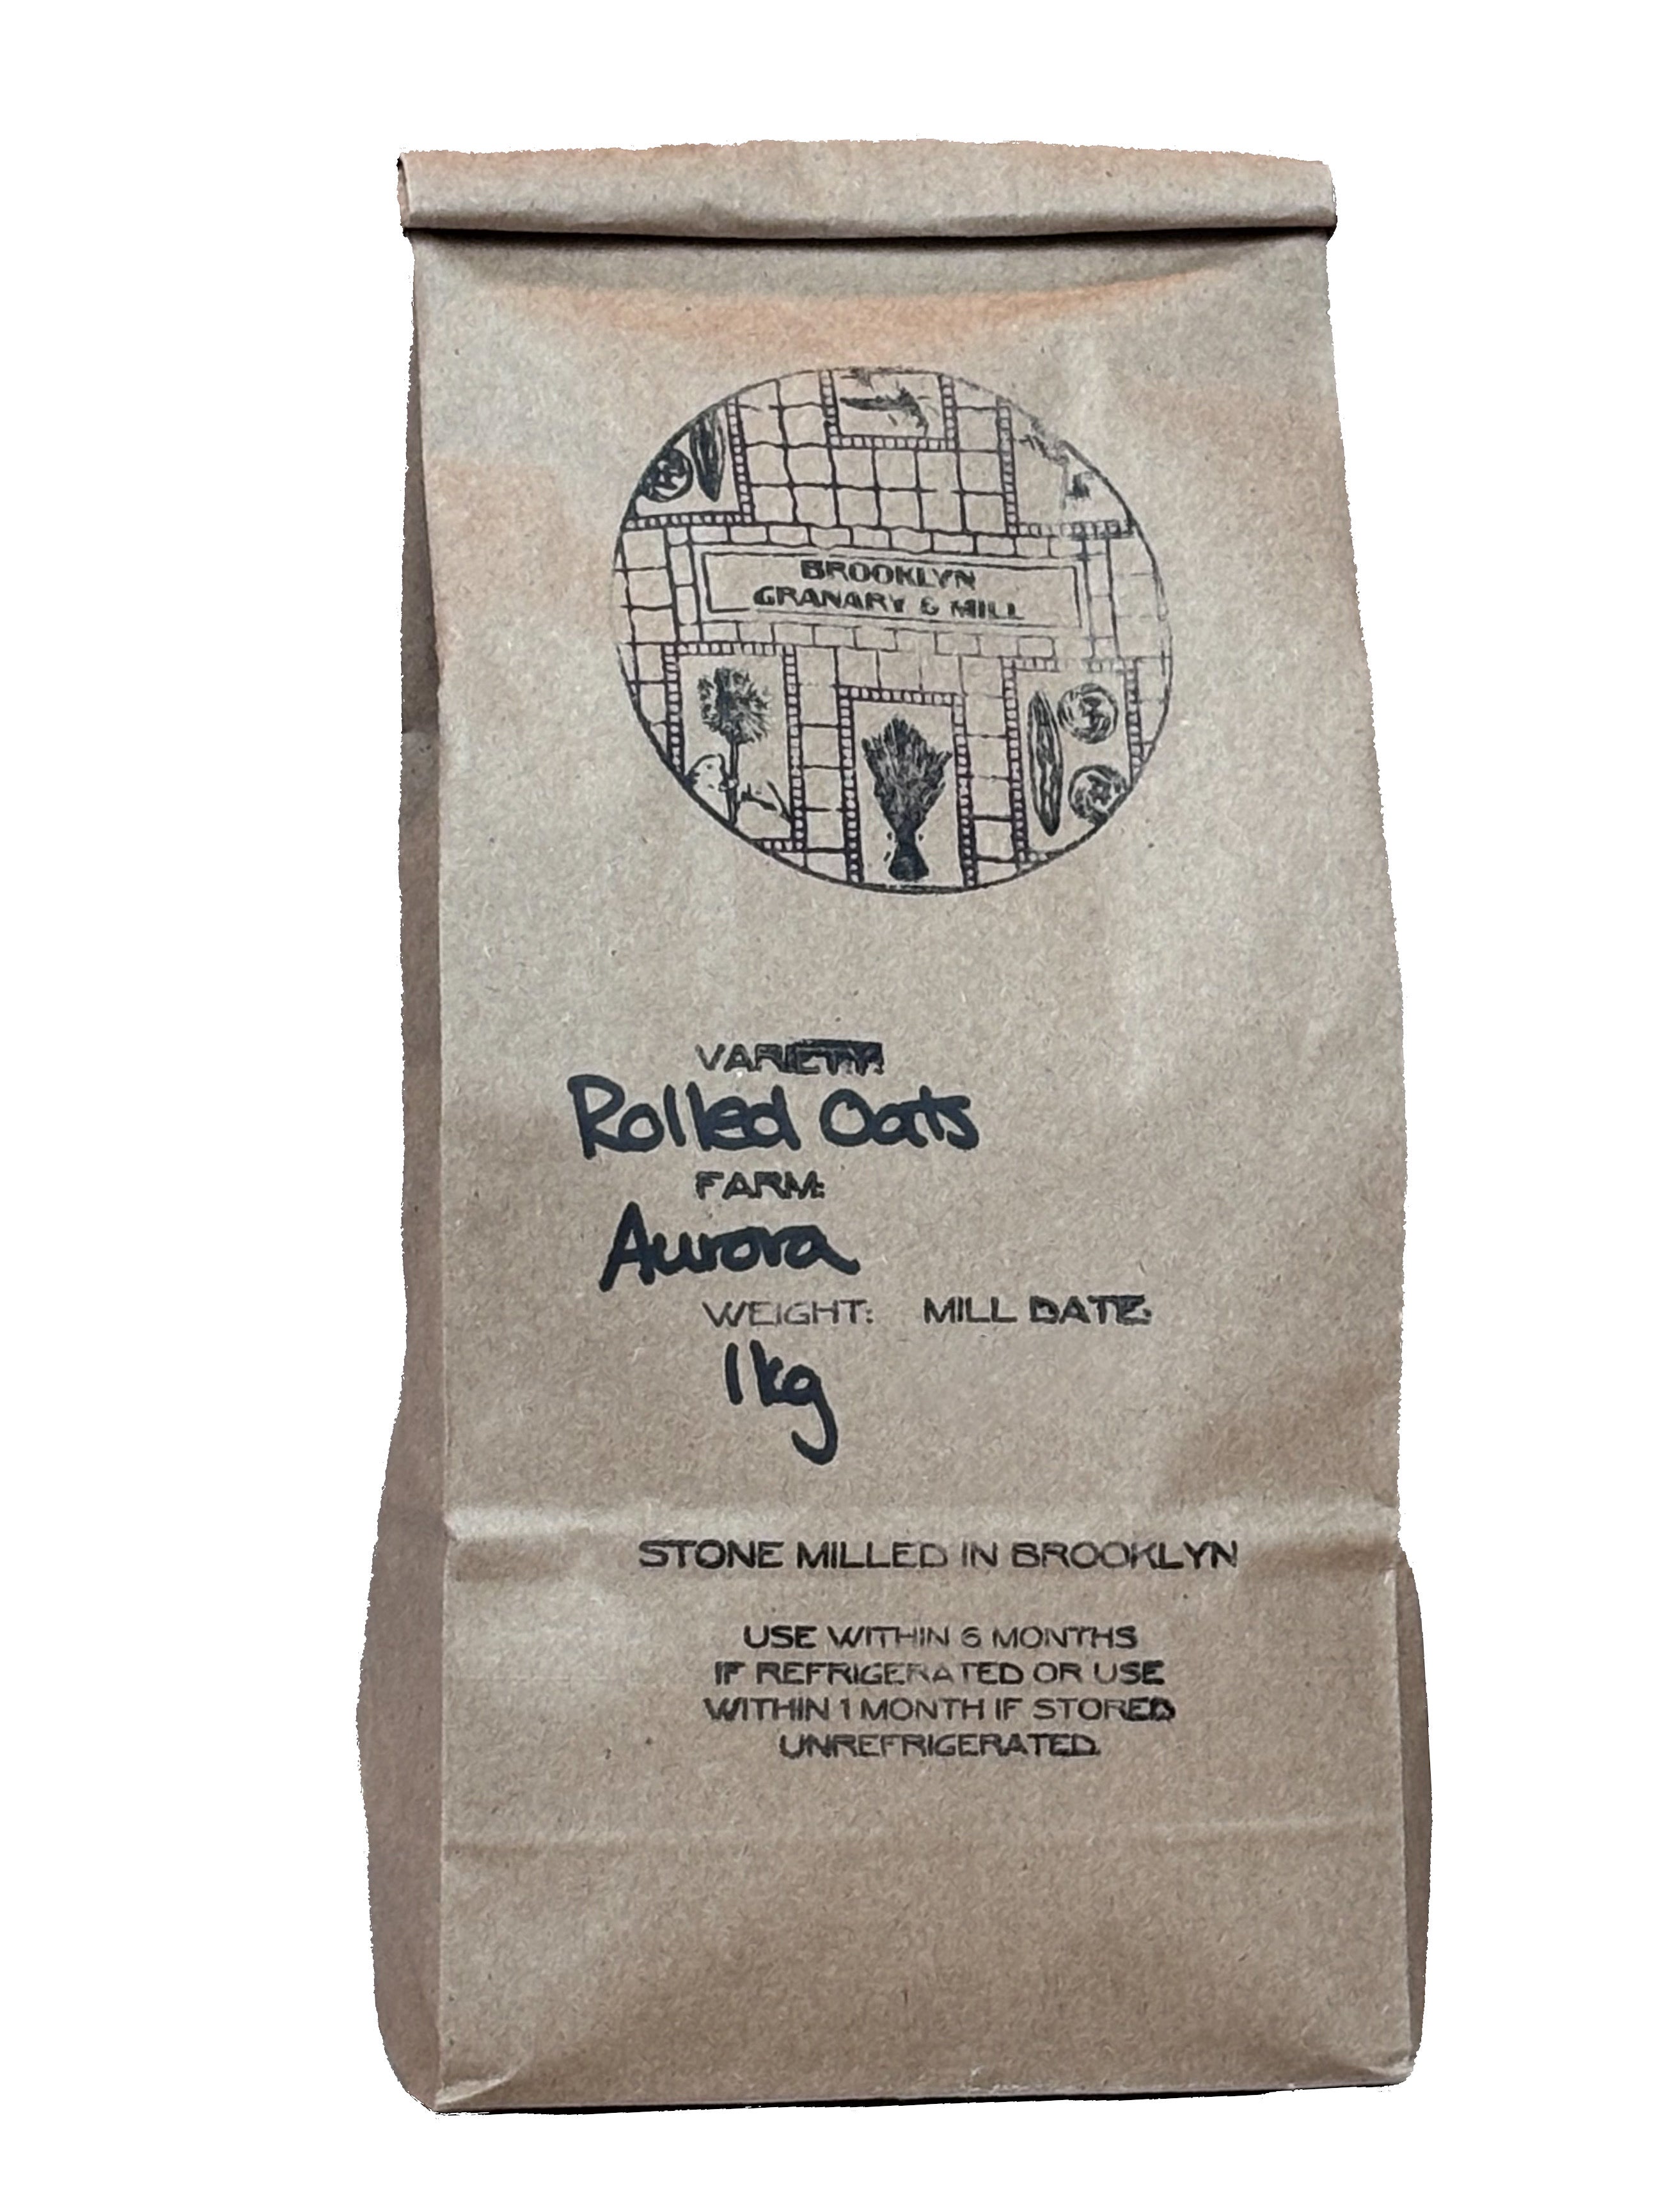 BROOKLYN
GRANARY & MILL
VARIETY:
Rolled Oats
FARM:
Aurora
WEIGHT: MILL DATE:
1kg
STONE MILLED IN BROOKLYN
USE WITHIN 6 MONTHS
IF REFRIGERATED OR USE
WITHIN 1 MONTH IF STORED
UNREFRIGERATED.